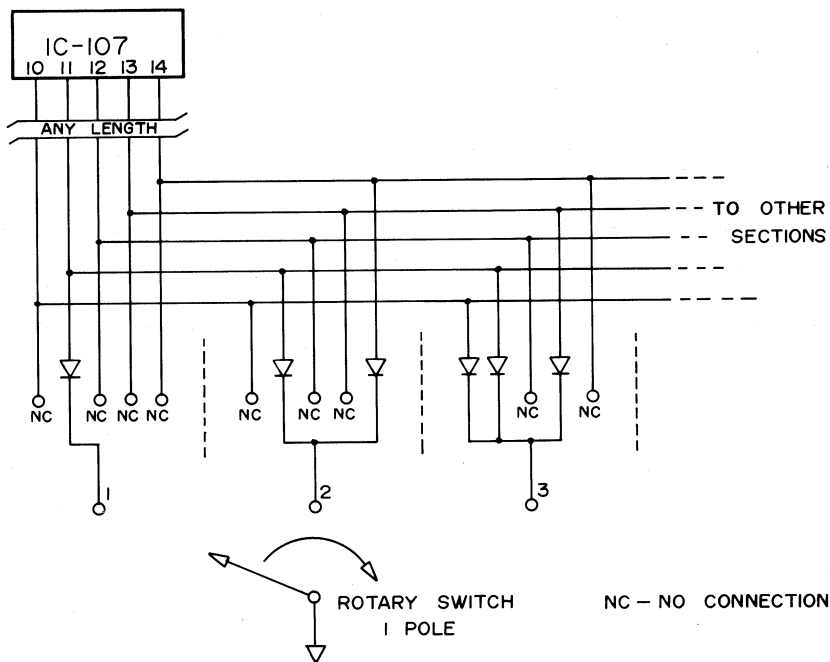 IC-107
10 11 12 13 14
ANY LENGTH
TO OTHER
SECTIONS
NC NC NC NC NC NC NC NC NC
1 2 3
ROTARY SWITCH
1 POLE
NC – NO CONNECTION